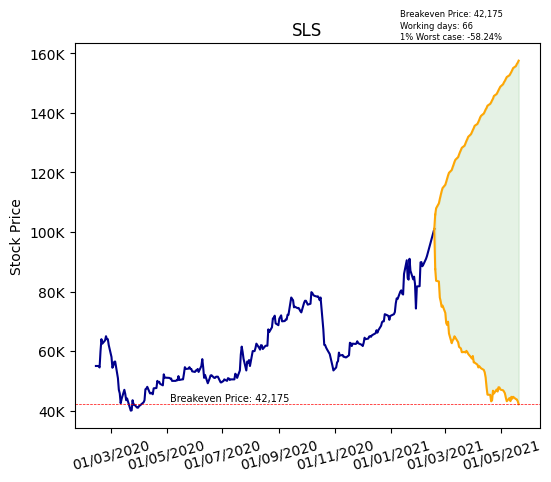 Breakeven Price: 42,175
Working days: 66
1% Worst case: -58.24%
SLS
160K
140K
120K
100K
80K
60K
40K
Stock Price
Breakeven Price: 42,175
01/03/2020
01/05/2020
01/07/2020
01/09/2020
01/11/2020
01/01/2021
01/03/2021
01/05/2021